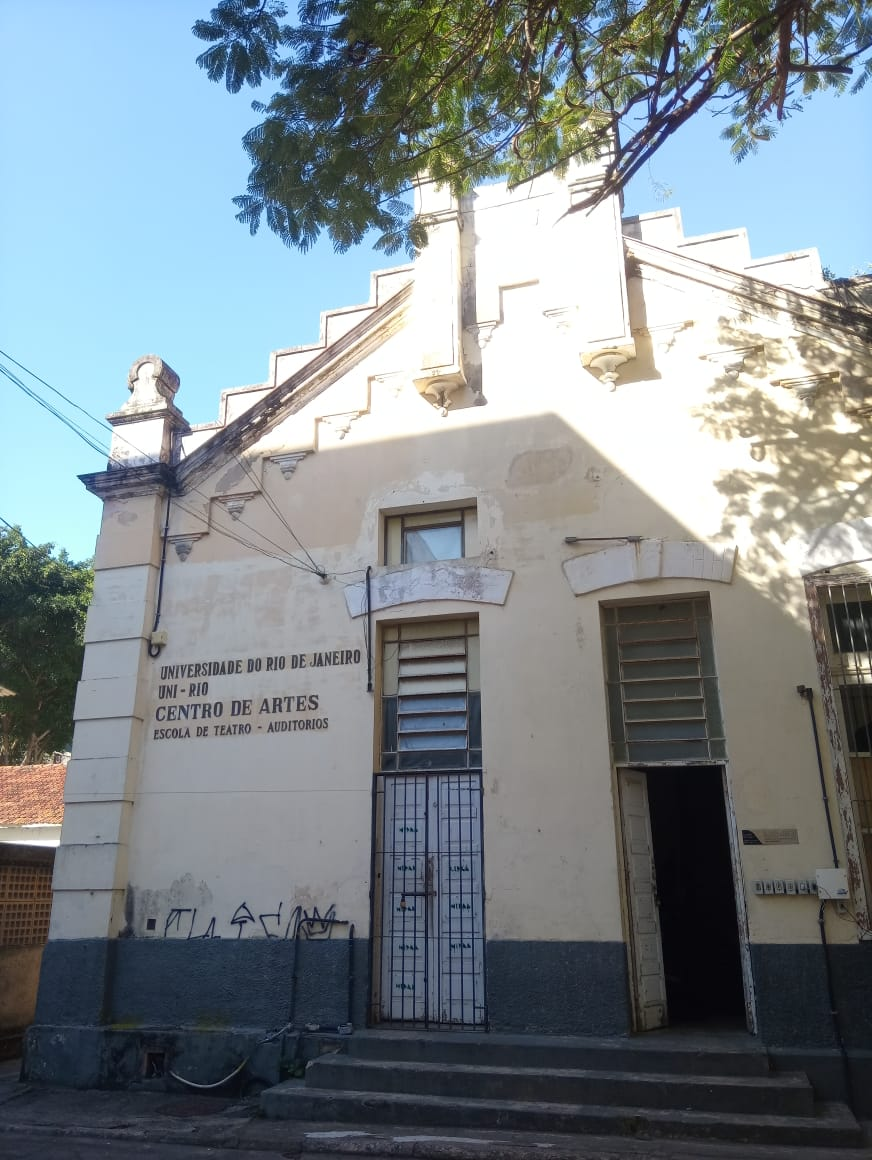 UNIVERSIDADE DO RIO DE JANEIRO
UNI - RIO
CENTRO DE ARTES
ESCOLA DE TEATRO - AUDITORIOS